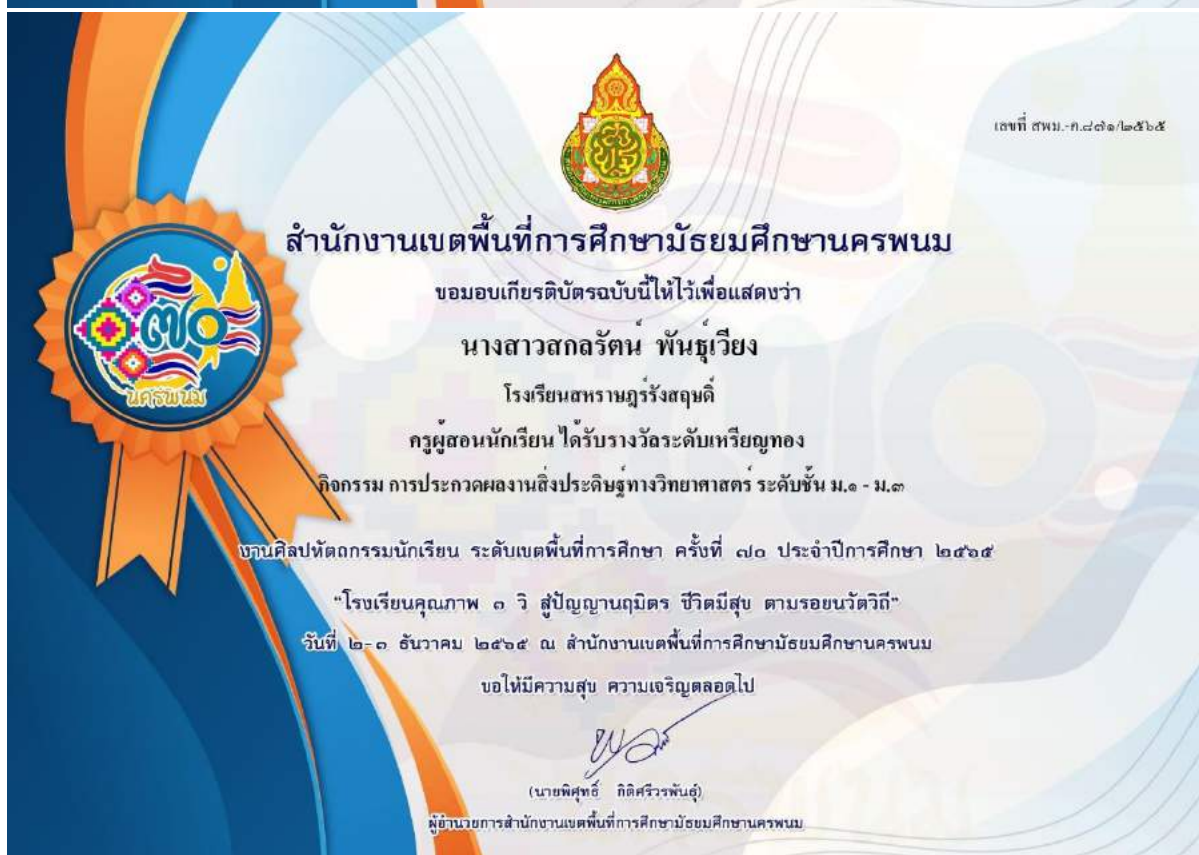 เลขที่ สพม.-ก.๘๗๑/๒๕๖๕
สำนักงานเขตพื้นที่การศึกษามัธยมศึกษานครพนม
ขอมอบเกียรติบัตรฉบับนี้ให้ไว้เพื่อแสดงว่า
นางสาวสกลรัตน์ พันธุ์เวียง
โรงเรียนสหราษฎร์รังสฤษดิ์
ครูผู้สอนนักเรียน ได้รับรางวัลระดับเหรียญทอง
กิจกรรม การประกวดผลงานสิ่งประดิษฐ์ทางวิทยาศาสตร์ ระดับชั้น ม.๑ - ม.๓
๗๐
นครพนม
งานศิลปหัตถกรรมนักเรียน ระดับเขตพื้นที่การศึกษา ครั้งที่ ๗๐ ประจำปีการศึกษา ๒๕๖๕
"โรงเรียนคุณภาพ ๓ วิ สู่ปัญญานฤมิตร ชีวิตมีสุข ตามรอยนวัตวิถี"
วันที่ ๒-๓ ธันวาคม ๒๕๖๕ ณ สำนักงานเขตพื้นที่การศึกษามัธยมศึกษานครพนม
ขอให้มีความสุข ความเจริญตลอดไป
(นายพิศุทธิ์ กิติศรีวรพันธุ์)
ผู้อำนวยการสำนักงานเขตพื้นที่การศึกษามัธยมศึกษานครพนม